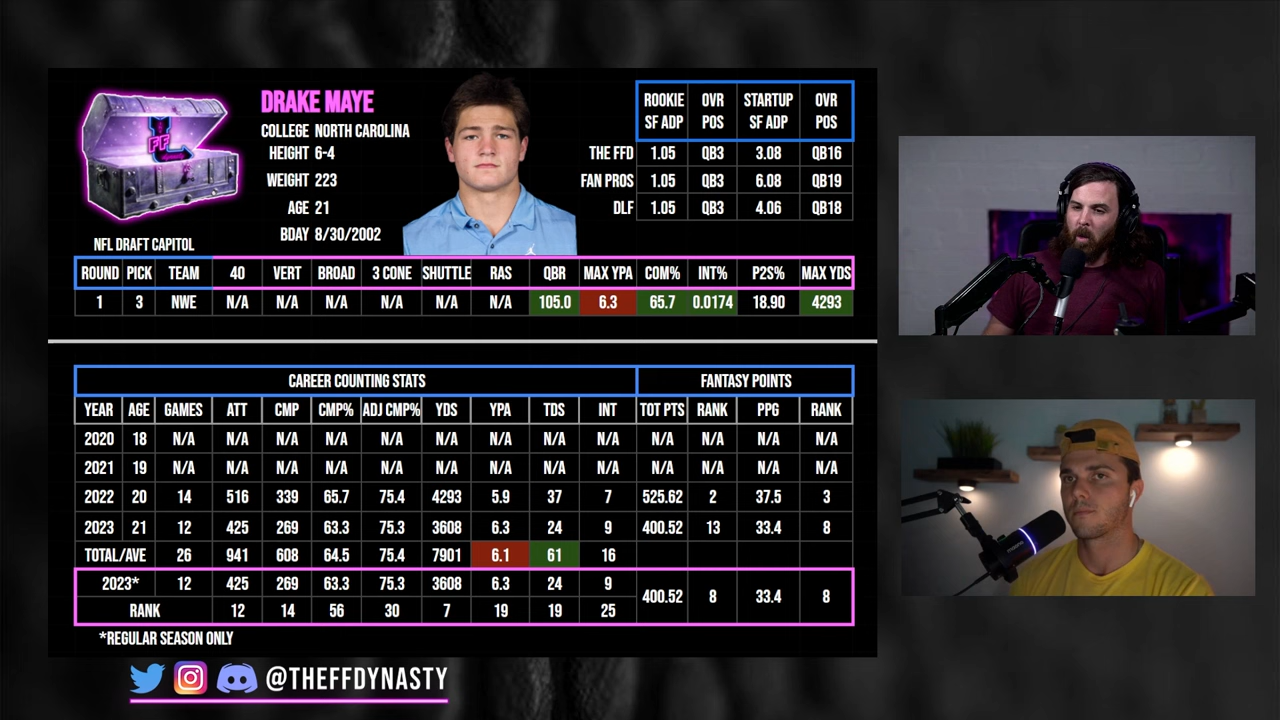 DRAKE MAYE
COLLEGE NORTH CAROLINA
HEIGHT 6-4
WEIGHT 223
AGE 21
BDAY 8/30/2002
FF
NFL DRAFT CAPITOL
ROOKIE SF ADP OVR POS STARTUP SF ADP OVR POS
THE FFD 1.05 QB3 3.08 QB16
FAN PROS 1.05 QB3 6.08 QB19
DLF 1.05 QB3 4.06 QB18
ROUND PICK TEAM 40 VERT BROAD 3 CONE SHUTTLE RAS QBR MAX YPA COM% INT% P2S% MAX YDS
1 3 NWE N/A N/A N/A N/A N/A N/A 105.0 6.3 65.7 0.0174 18.90 4293
CAREER COUNTING STATS FANTASY POINTS
YEAR AGE GAMES ATT CMP CMP% ADJ CMP% YDS YPA TDS INT TOT PTS RANK PPG RANK
2020 18 N/A N/A N/A N/A N/A N/A N/A N/A N/A N/A N/A N/A N/A
2021 19 N/A N/A N/A N/A N/A N/A N/A N/A N/A N/A N/A N/A N/A
2022 20 14 516 339 65.7 75.4 4293 5.9 37 7 525.62 2 37.5 3
2023 21 12 425 269 63.3 75.3 3608 6.3 24 9 400.52 13 33.4 8
TOTAL/AVE 26 941 608 64.5 75.4 7901 6.1 61 16
2023* 12 425 269 63.3 75.3 3608 6.3 24 9 400.52 8 33.4 8
RANK 12 14 56 30 7 19 19 25
*REGULAR SEASON ONLY
@THEFFDYNASTY